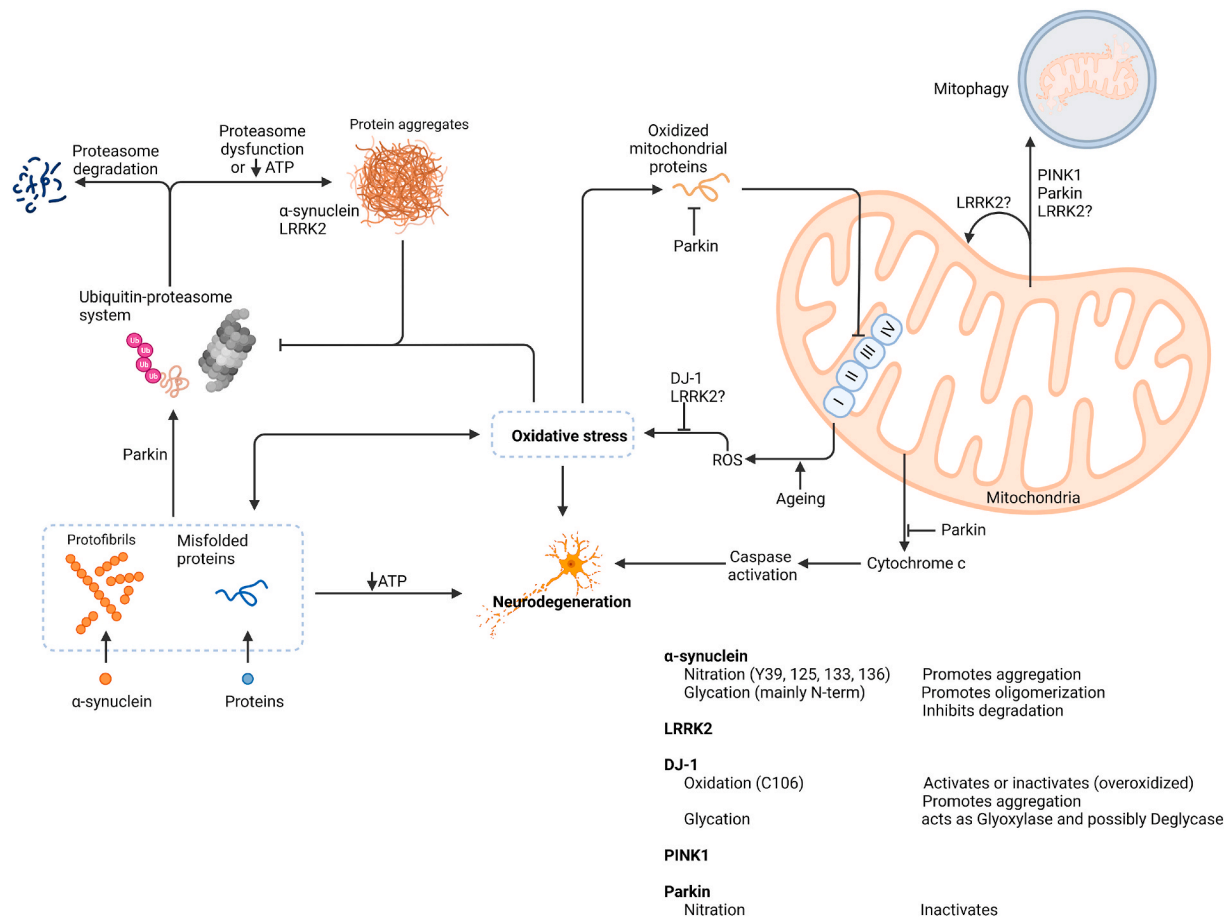 Mitophagy
Proteasome
degradation
Proteasome
dysfunction
or ATP
Protein aggregates
α-synuclein
LRRK2
Oxidized
mitochondrial
proteins
Parkin
LRRK2?
PINK1
Parkin
LRRK2?
Ubiquitin-proteasome
system
Ub
Ub
Ub
Ub
I
II
III
IV
DJ-1
LRRK2?
Oxidative stress
ROS
Ageing
Mitochondria
Parkin
Parkin
Protofibrils
Misfolded
proteins
ATP
Neurodegeneration
Caspase
activation
Cytochrome c
α-synuclein
Proteins
α-synuclein
Nitration (Y39, 125, 133, 136) Promotes aggregation
Glycation (mainly N-term) Promotes oligomerization
Inhibits degradation
LRRK2
DJ-1
Oxidation (C106) Activates or inactivates (overoxidized)
Promotes aggregation
Glycation acts as Glyoxylase and possibly Deglycase
PINK1
Parkin
Nitration Inactivates